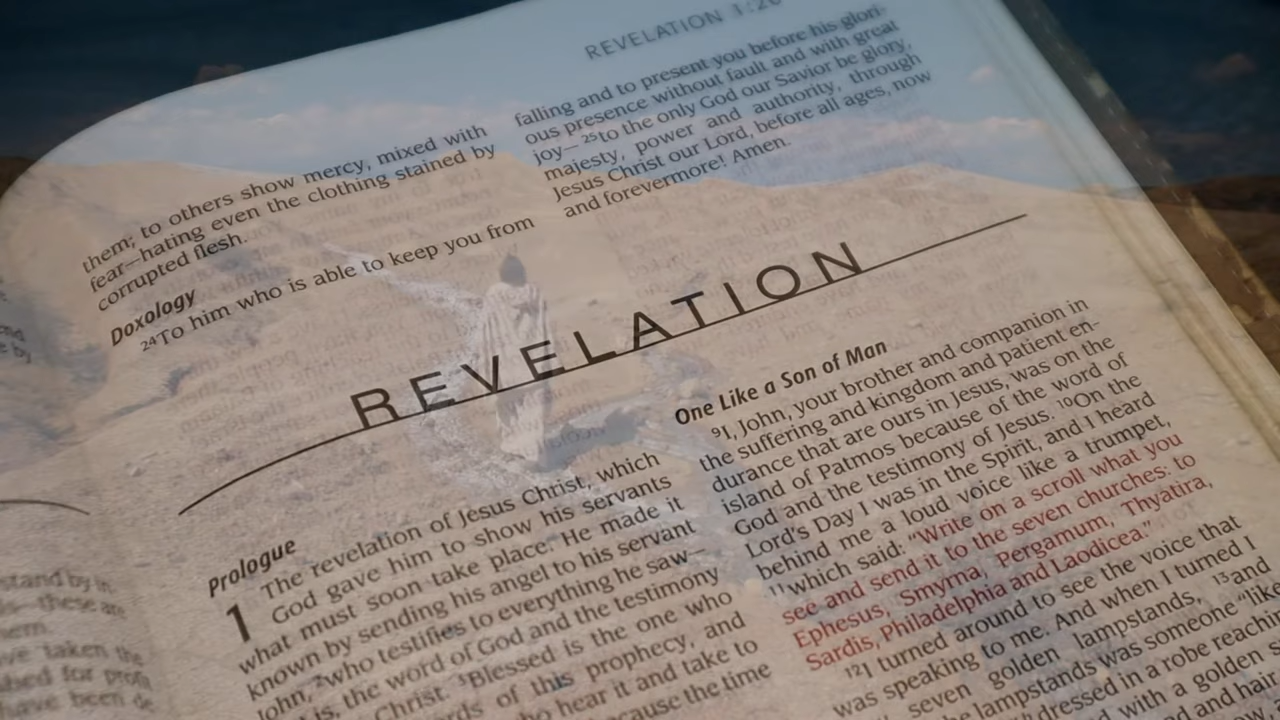 REVELATION 1:20
them; to others show mercy, mixed with
fear—hating even the clothing stained by
corrupted flesh.
Doxology
24To him who is able to keep you from
falling and to present you before his glori-
ous presence without fault and with great
joy— 25to the only God our Savior be glory,
majesty, power and authority, through
Jesus Christ our Lord, before all ages, now
and forevermore! Amen.
REVELATION
Prologue
1 The revelation of Jesus Christ, which
God gave him to show his servants
what must soon take place. He made it
known by sending his angel to his servant
John, 2who testifies to everything he saw—
is, the word of God and the testimony
Christ. 3Blessed is the one who
of this prophecy, and
hear it and take to
because the time
One Like a Son of Man
9I, John, your brother and companion in
the suffering and kingdom and patient en-
durance that are ours in Jesus, was on the
island of Patmos because of the word of
God and the testimony of Jesus. 10On the
Lord's Day I was in the Spirit, and I heard
behind me a loud voice like a trumpet,
11which said: "Write on a scroll what you
see and send it to the seven churches: to
Ephesus, Smyrna, Pergamum, Thyatira,
Sardis, Philadelphia and Laodicea."
12I turned around to see the voice that
was speaking to me. And when I turned I
seven golden lampstands, 13and
lampstands was someone "like
dressed in a robe reaching
with a golden
and hair
stand by
these are
taken the
have been